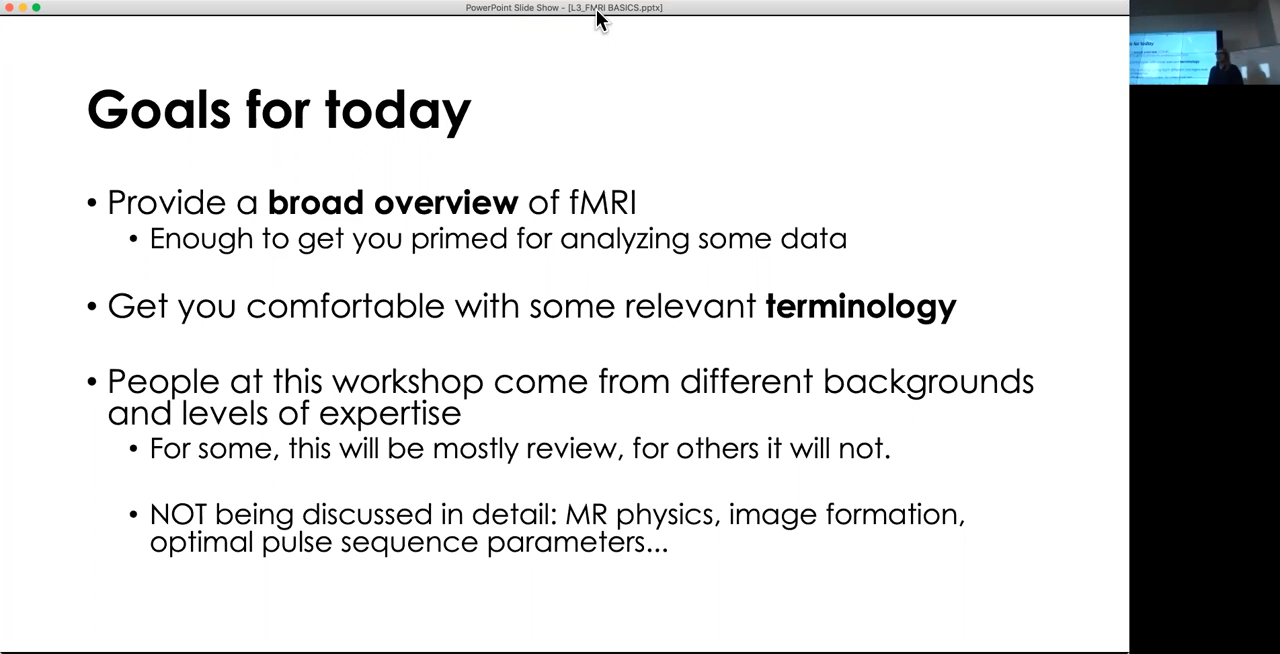 PowerPoint Slide Show - [L3_FMRI BASICS.pptx]
Goals for today
• Provide a broad overview of fMRI
• Enough to get you primed for analyzing some data
• Get you comfortable with some relevant terminology
• People at this workshop come from different backgrounds
and levels of expertise
• For some, this will be mostly review, for others it will not.
• NOT being discussed in detail: MR physics, image formation,
optimal pulse sequence parameters...